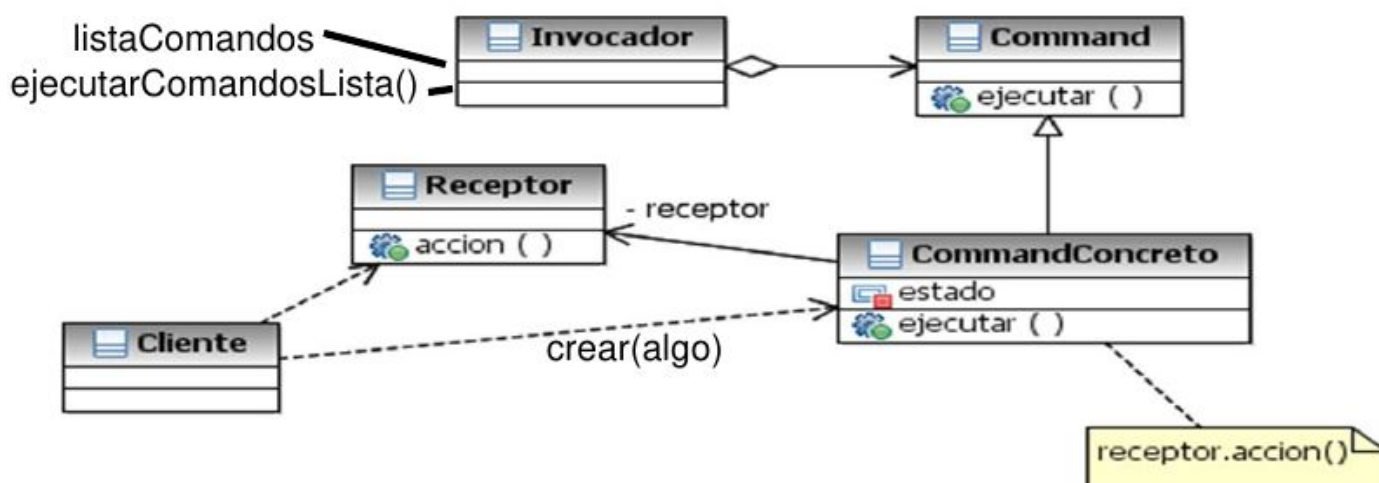 listaComandos
ejecutarComandosLista()
Invocador
Command
ejecutar ( )
Receptor
accion ( )
- receptor
CommandConcreto
estado
ejecutar ( )
Cliente
crear(algo)
receptor.accion()